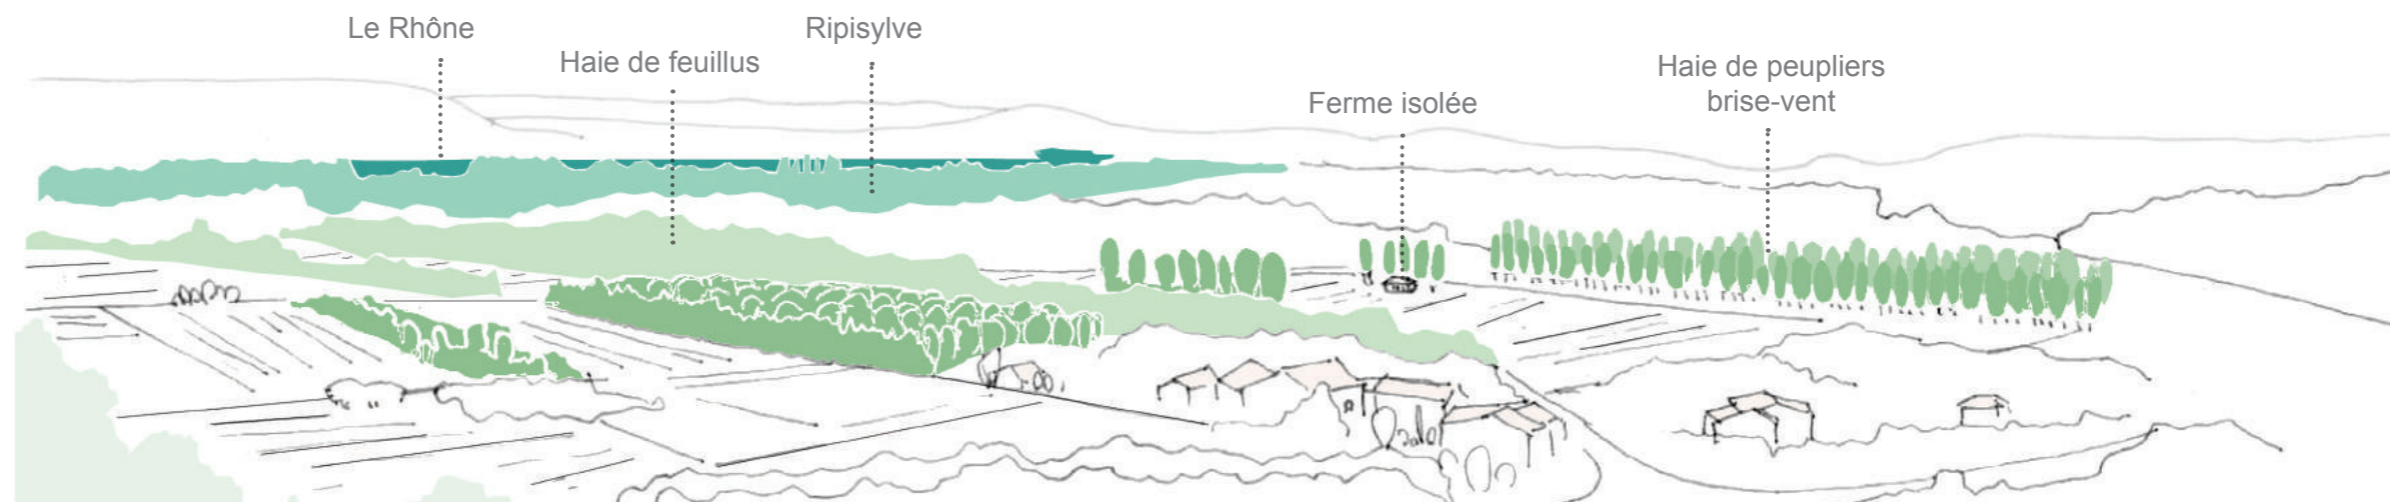 Le Rhône
Haie de feuillus
Ripisylve
Ferme isolée
Haie de peupliers
brise-vent